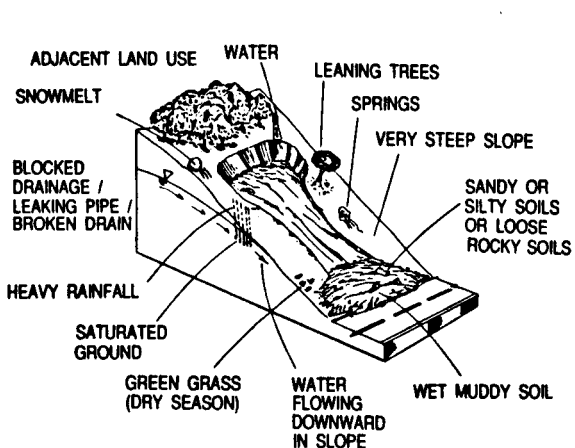 ADJACENT LAND USE
WATER
LEANING TREES
SNOWMELT
SPRINGS
VERY STEEP SLOPE
BLOCKED
DRAINAGE /
LEAKING PIPE /
BROKEN DRAIN
SANDY OR
SILTY SOILS
OR LOOSE
ROCKY SOILS
HEAVY RAINFALL
SATURATED
GROUND
GREEN GRASS
(DRY SEASON)
WATER
FLOWING
DOWNWARD
IN SLOPE
WET MUDDY SOIL